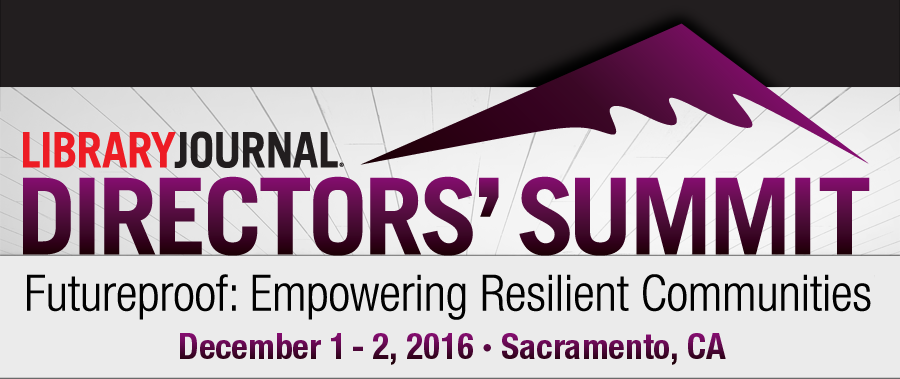 LIBRARYJOURNAL.
DIRECTORS' SUMMIT
Futureproof: Empowering Resilient Communities
December 1 - 2, 2016 • Sacramento, CA